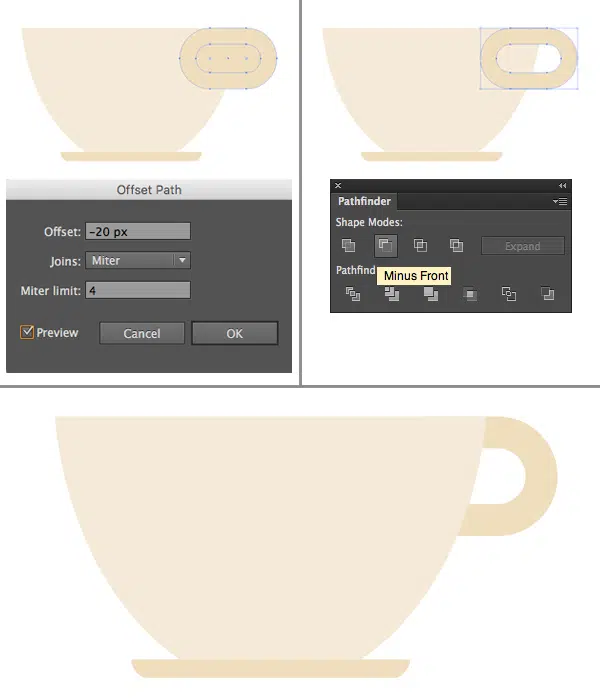 Offset Path
Offset: -20 px
Joins: Miter
Miter limit: 4
Preview
Cancel
OK
Pathfinder
Shape Modes:
Expand
Pathfind
Minus Front